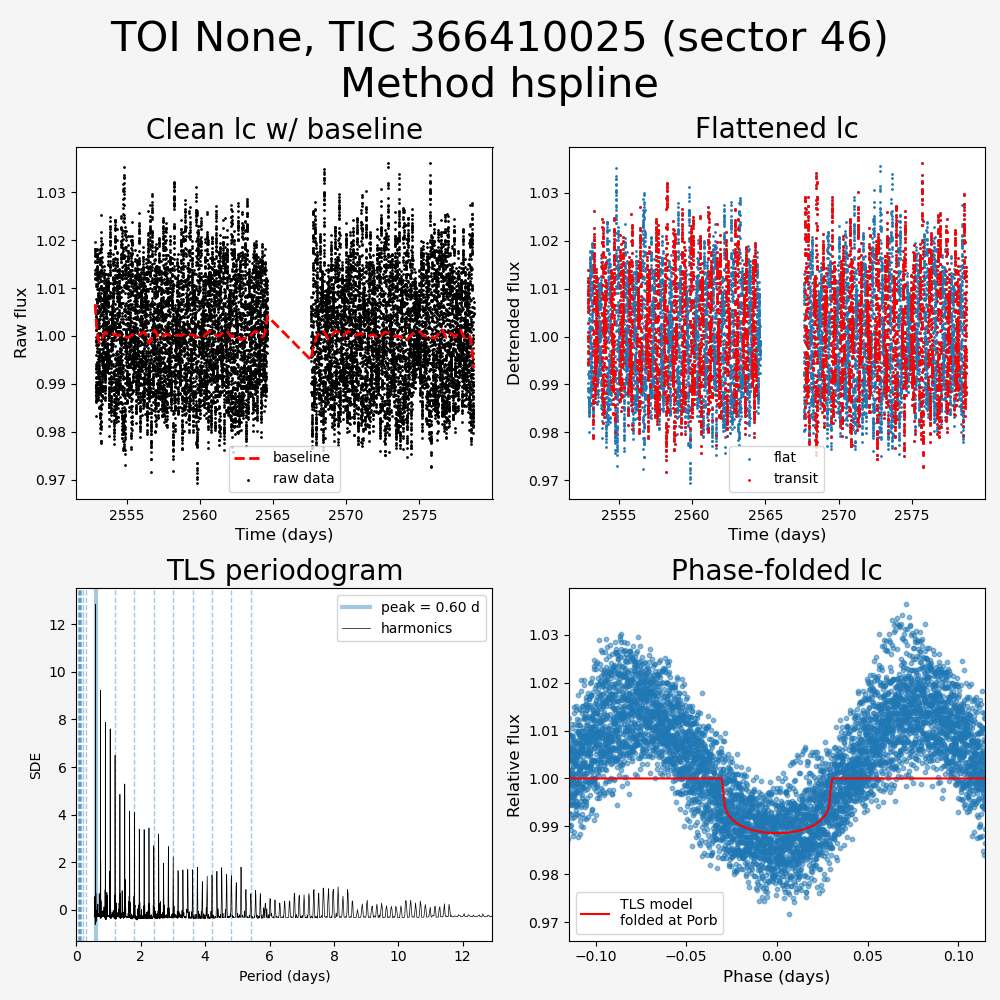 TOI None, TIC 366410025 (sector 46)
Method hspline
Clean lc w/ baseline
Raw flux
1.03
1.02
1.01
1.00
0.99
0.98
0.97
baseline
raw data
2555 2560 2565 2570 2575
Time (days)
Flattened lc
Detrended flux
1.03
1.02
1.01
1.00
0.99
0.98
0.97
flat
transit
2555 2560 2565 2570 2575
Time (days)
TLS periodogram
SDE
12
10
8
6
4
2
0
peak = 0.60 d
harmonics
0 2 4 6 8 10 12
Period (days)
Phase-folded lc
Relative flux
1.03
1.02
1.01
1.00
0.99
0.98
0.97
TLS model
folded at Porb
−0.10 −0.05 0.00 0.05 0.10
Phase (days)